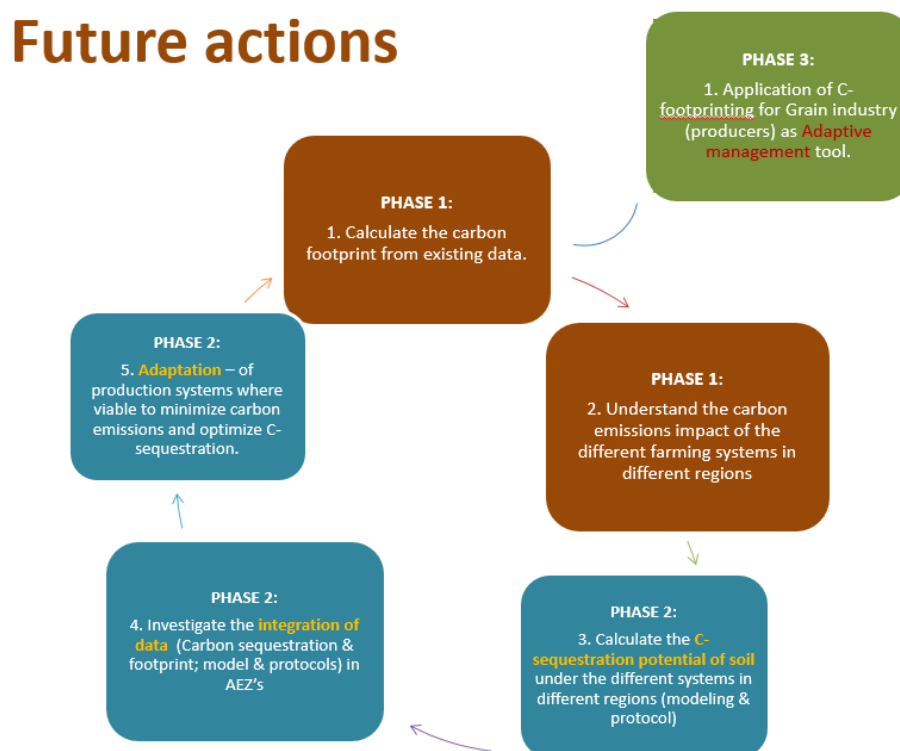 Future actions
PHASE 3:
1. Application of C-
footprinting for Grain industry
(producers) as Adaptive
management tool.
PHASE 1:
1. Calculate the carbon
footprint from existing data.
PHASE 1:
2. Understand the carbon
emissions impact of the
different farming systems in
different regions
PHASE 2:
3. Calculate the C-
sequestration potential of soil
under the different systems in
different regions (modeling &
protocol)
PHASE 2:
4. Investigate the integration of
data (Carbon sequestration &
footprint; model & protocols) in
AEZ’s
PHASE 2:
5. Adaptation – of
production systems where
viable to minimize carbon
emissions and optimize C-
sequestration.